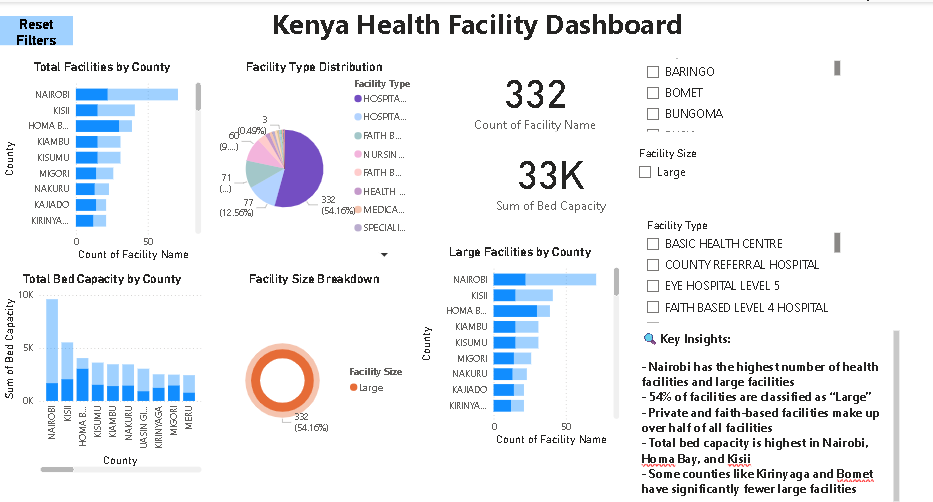 Reset
Filters
Kenya Health Facility Dashboard
Total Facilities by County
County
NAIROBI
KISII
HOMA B...
KIAMBU
KISUMU
MIGORI
NAKURU
KAJIADO
KIRINYA...
0
50
Count of Facility Name
Facility Type Distribution
3
(0.49%)
60
(9....)
71
(...)
77
(12.56%)
332
(54.16%)
Facility Type
HOSPITA...
HOSPITA...
FAITH B...
NURSIN ...
FAITH B...
HEALTH ...
MEDICA...
SPECIALI...
332
Count of Facility Name
33K
Sum of Bed Capacity
BARINGO
BOMET
BUNGOMA
Facility Size
Large
Facility Type
BASIC HEALTH CENTRE
COUNTY REFERRAL HOSPITAL
EYE HOSPITAL LEVEL 5
FAITH BASED LEVEL 4 HOSPITAL
Total Bed Capacity by County
Sum of Bed Capacity
10K
5K
0K
NAIROBI
KISII
HOMA B...
KISUMU
KIAMBU
NAKURU
UASIN GI...
KIRINYAGA
MIGORI
MERU
County
Facility Size Breakdown
332
(54.16%)
Facility Size
Large
Large Facilities by County
County
NAIROBI
KISII
HOMA B...
KIAMBU
KISUMU
MIGORI
NAKURU
KAJIADO
KIRINYA...
0
50
Count of Facility Name
Key Insights:
- Nairobi has the highest number of health
facilities and large facilities
- 54% of facilities are classified as “Large”
- Private and faith-based facilities make up
over half of all facilities
- Total bed capacity is highest in Nairobi,
Homa Bay, and Kisii
- Some counties like Kirinyaga and Bomet
have significantly fewer large facilities